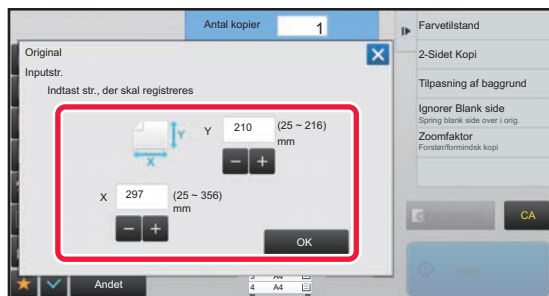 Antal kopier 1
Original
Inputstr.
Indtast str., der skal registreres
Y
X
Y 210 (25 ~ 216)
mm
X 297 (25 ~ 356)
mm
OK
Andet
A4
4 A4
Farvetilstand
2-Sidet Kopi
Tilpasning af baggrund
Ignorer Blank side
Spring blank side over i orig.
Zoomfaktor
Forstør/formindsk kopi
CA
Start